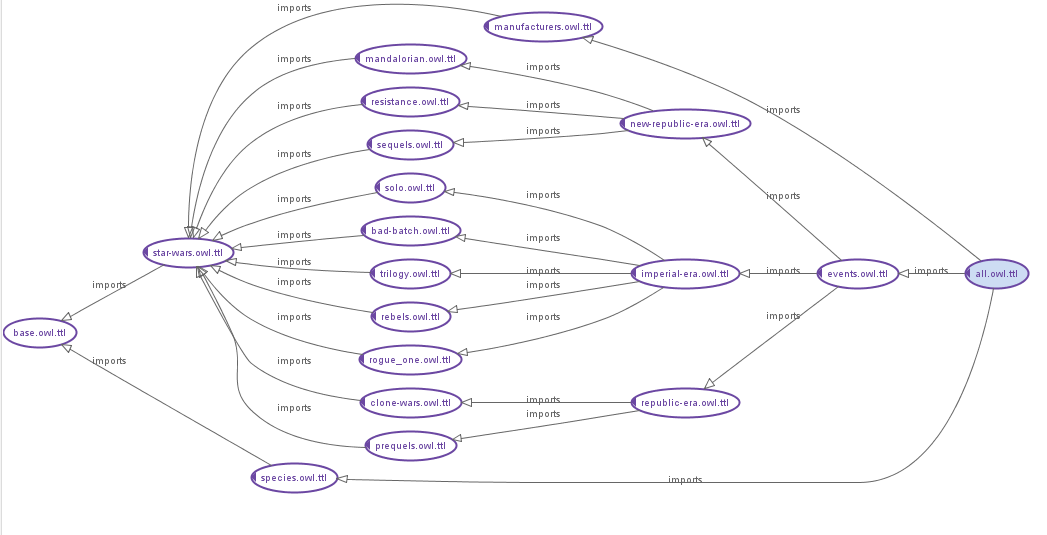 imports
manufacturers.owl.ttl
imports
mandalorian.owl.ttl
imports
imports
resistance.owl.ttl
imports
imports
new-republic-era.owl.ttl
imports
sequels.owl.ttl
imports
imports
solo.owl.ttl
imports
imports
imports
bad-batch.owl.ttl
imports
imports
star-wars.owl.ttl
imports
trilogy.owl.ttl
imports
imperial-era.owl.ttl
imports
events.owl.ttl
imports
all.owl.ttl
imports
imports
imports
rebels.owl.ttl
imports
imports
imports
base.owl.ttl
imports
rogue_one.owl.ttl
imports
clone-wars.owl.ttl
imports
republic-era.owl.ttl
imports
imports
prequels.owl.ttl
species.owl.ttl
imports